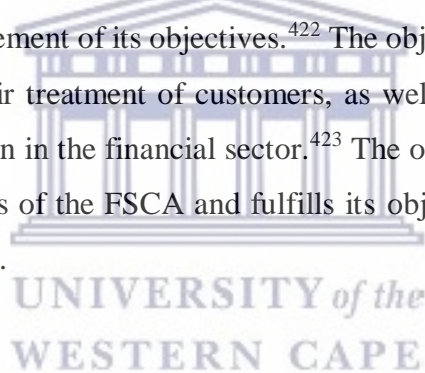 ement of its objectives.422 The obj
ir treatment of customers, as wel
n in the financial sector.423 The o
s of the FSCA and fulfills its obj
.
UNIVERSITY of the
WESTERN CAPE